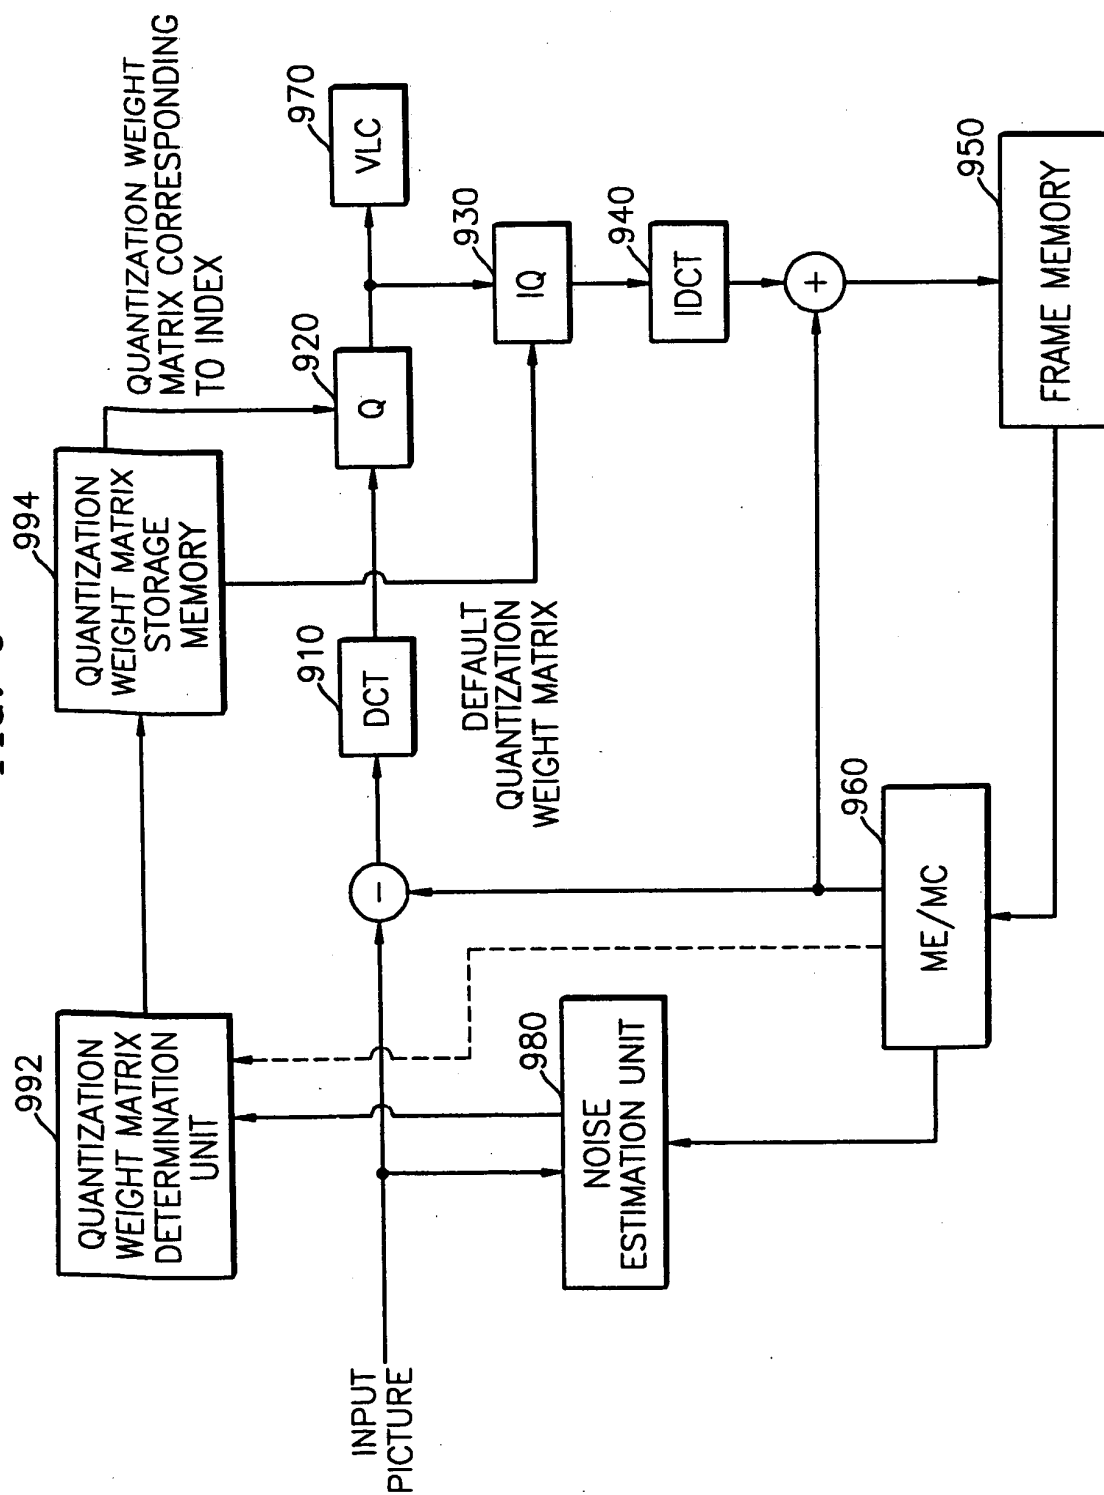 992
QUANTIZATION
WEIGHT MATRIX
DETERMINATION
UNIT
994
QUANTIZATION
WEIGHT MATRIX
STORAGE
MEMORY
QUANTIZATION WEIGHT
MATRIX CORRESPONDING
TO INDEX
INPUT
PICTURE
-
910
DCT
920
Q
970
VLC
DEFAULT
QUANTIZATION
WEIGHT MATRIX
930
IQ
980
NOISE
ESTIMATION UNIT
940
IDCT
+
960
ME/MC
950
FRAME MEMORY